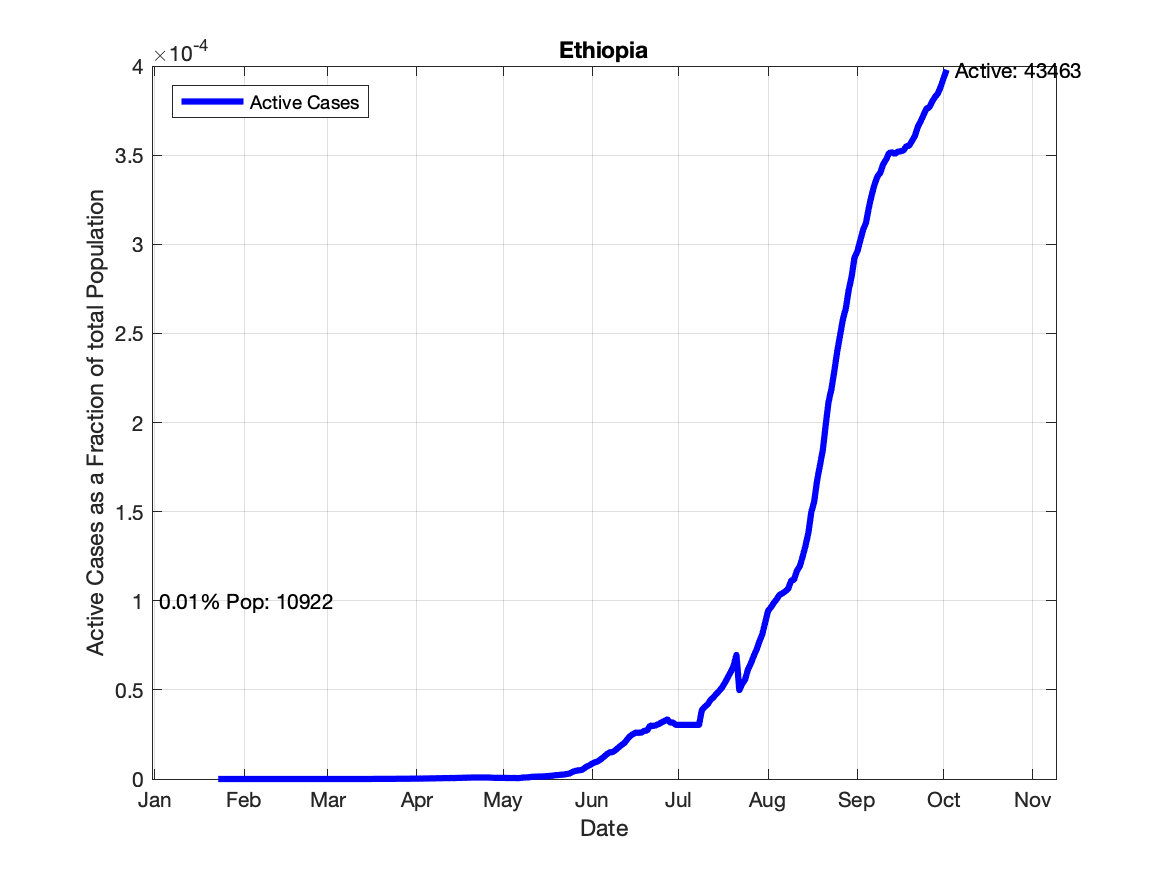 Ethiopia
×10-4
Active Cases
Active: 43463
4
3.5
3
2.5
2
1.5
1
0.5
0
0.01% Pop: 10922
Active Cases as a Fraction of total Population
Jan Feb Mar Apr May Jun Jul Aug Sep Oct Nov
Date